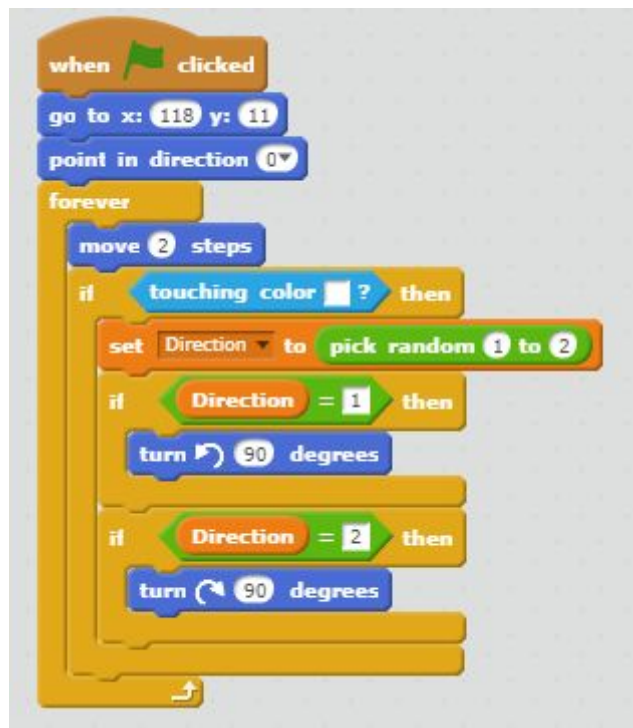 when clicked
go to x: 118 y: 11
point in direction 0
forever
move 2 steps
if touching color ? then
set Direction to pick random 1 to 2
if Direction = 1 then
turn 90 degrees
if Direction = 2 then
turn 90 degrees